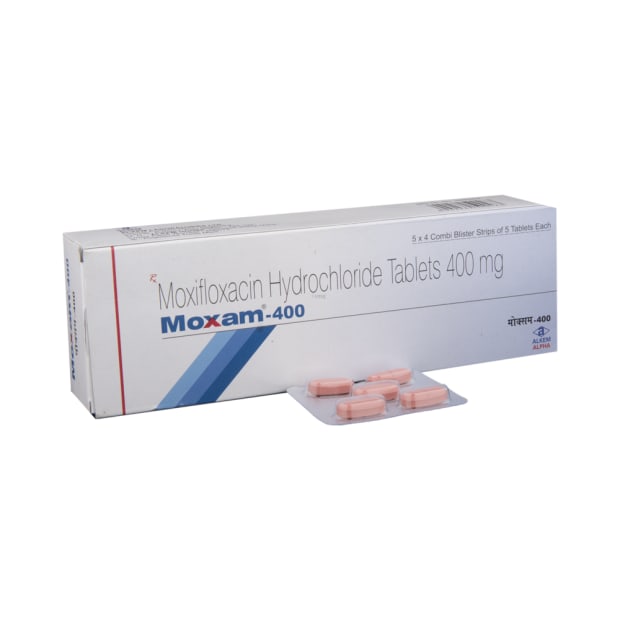 5 x 4 Combi Blister Strips of 5 Tablets Each
Rx
Moxifloxacin Hydrochloride Tablets 400 mg
Moxam®-400
मोक्सम-400
ALKEM
ALPHA